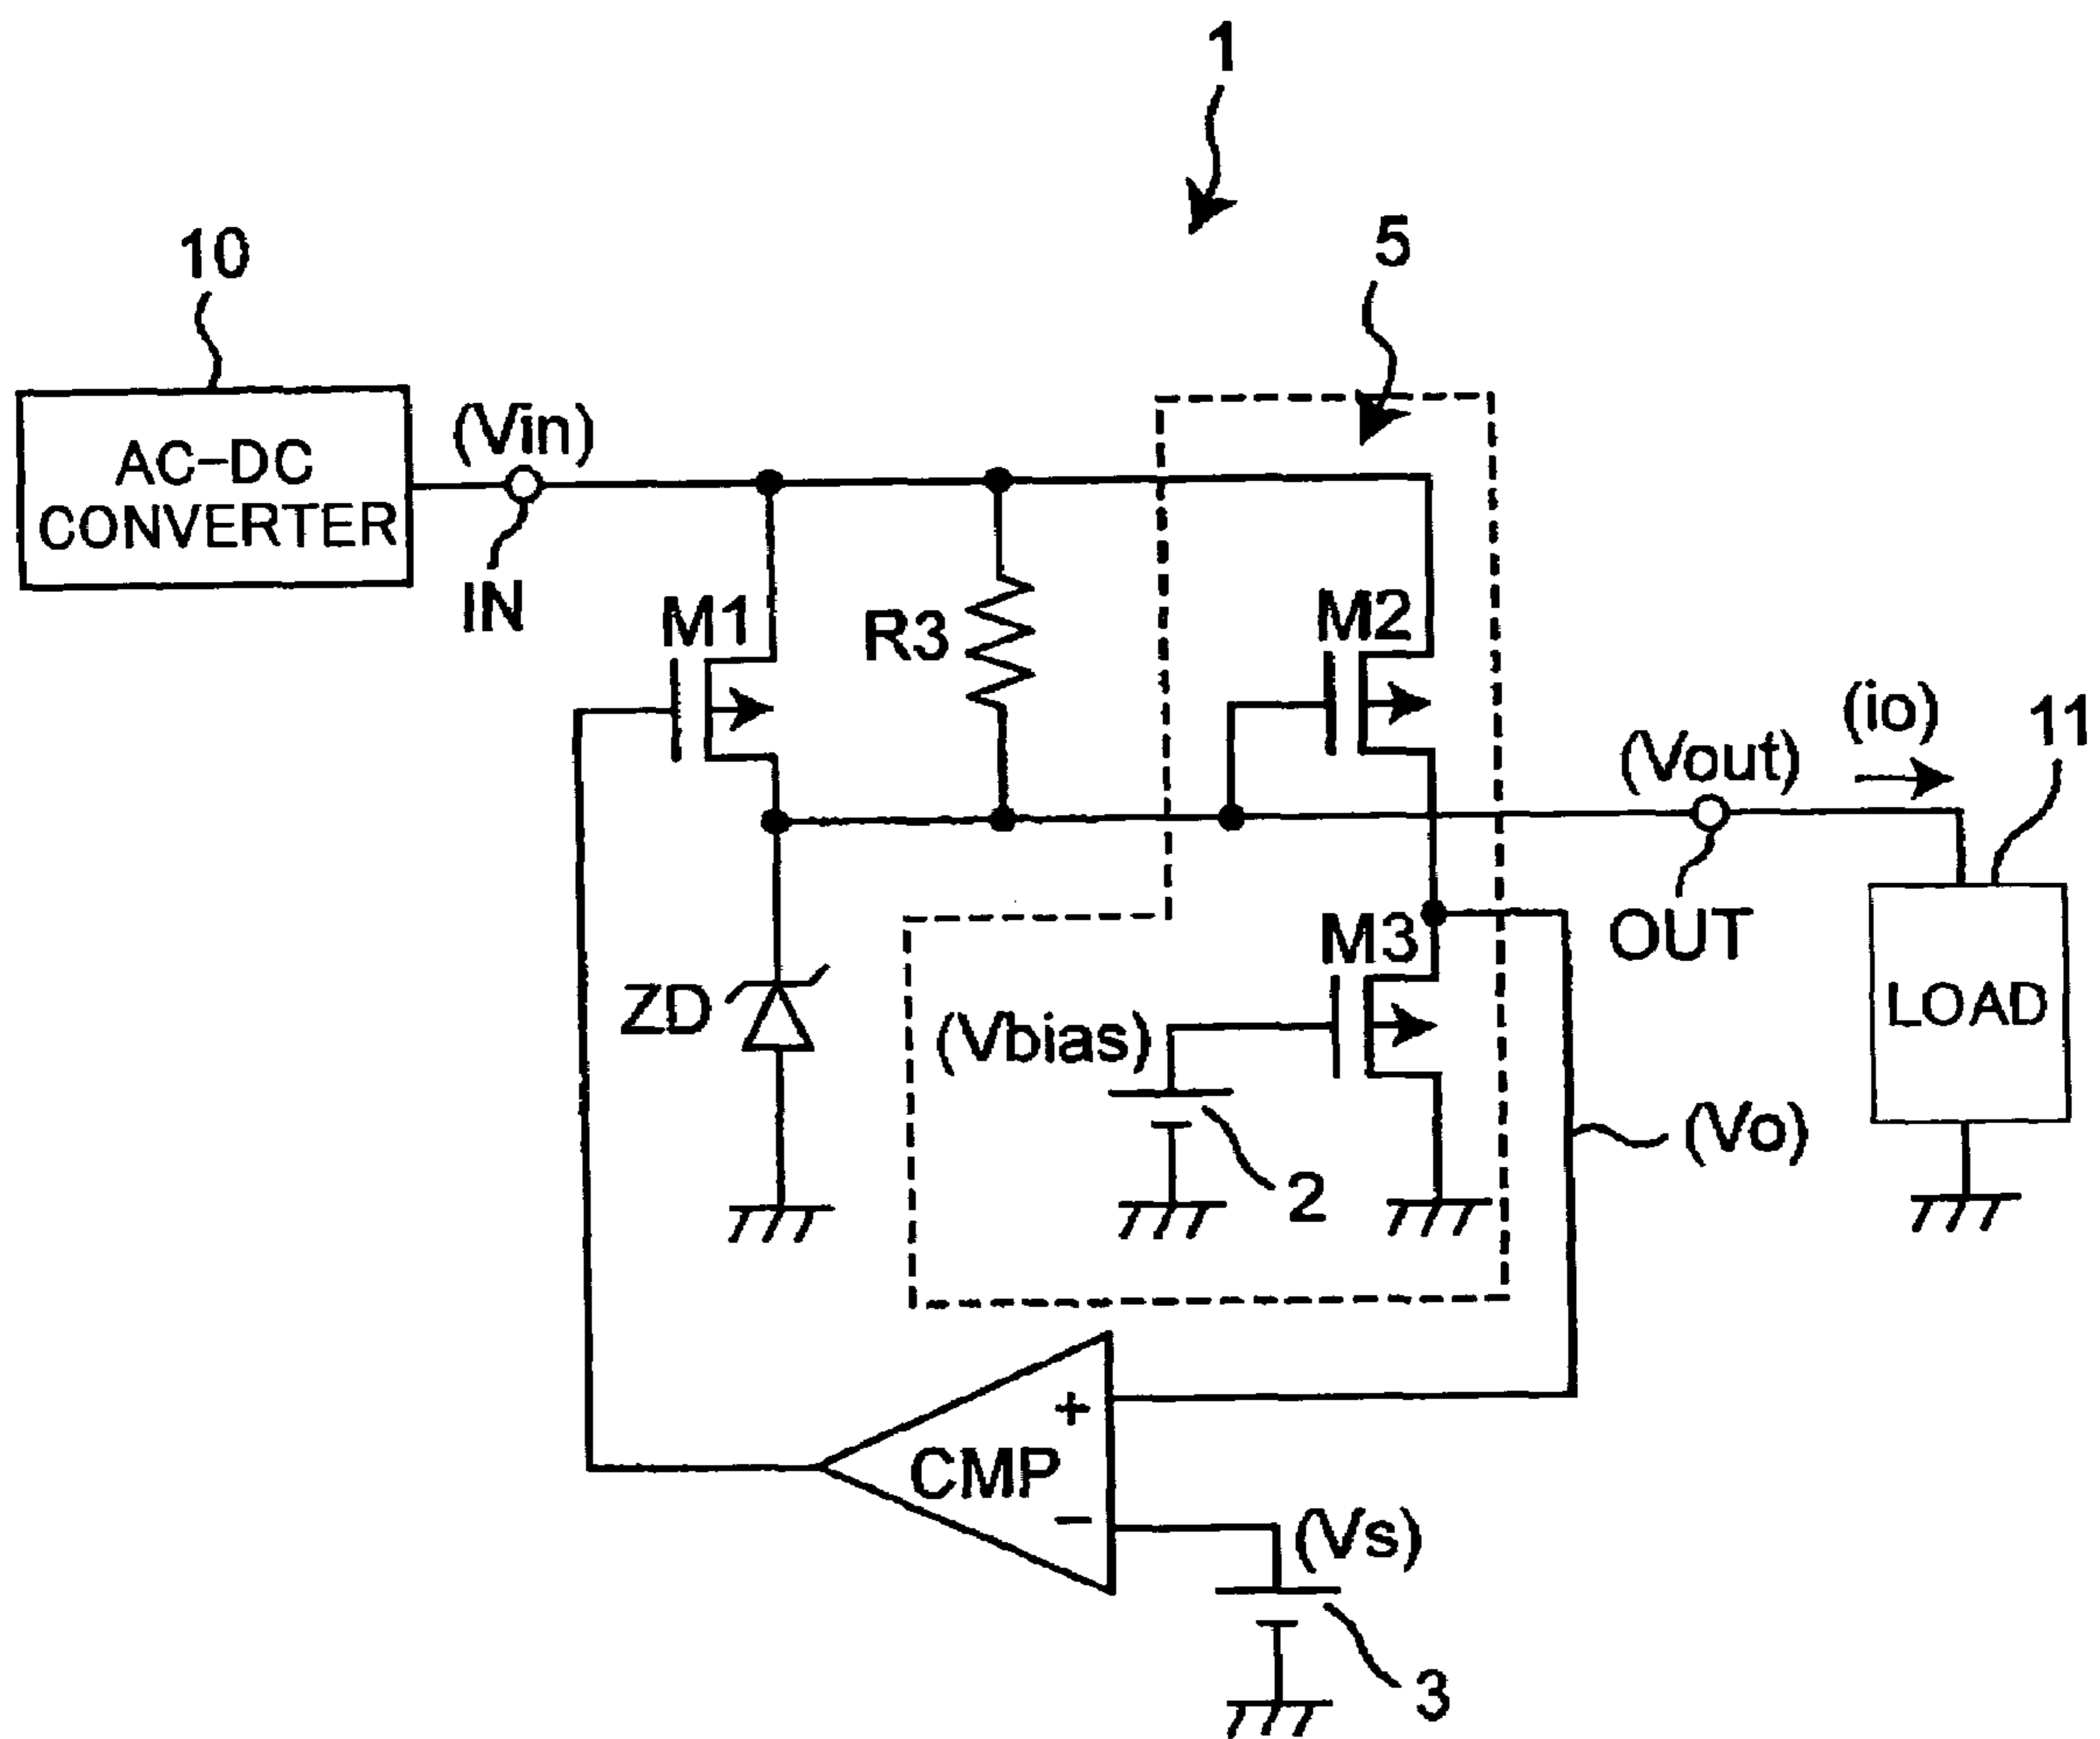 1
10
5
AC-DC
CONVERTER
(Vin)
IN
M1
R3
M2
(io)
11
(Vout)
OUT
M3
ZD
(Vbias)
LOAD
2
(Vo)
+
CMP
−
(Vs)
3